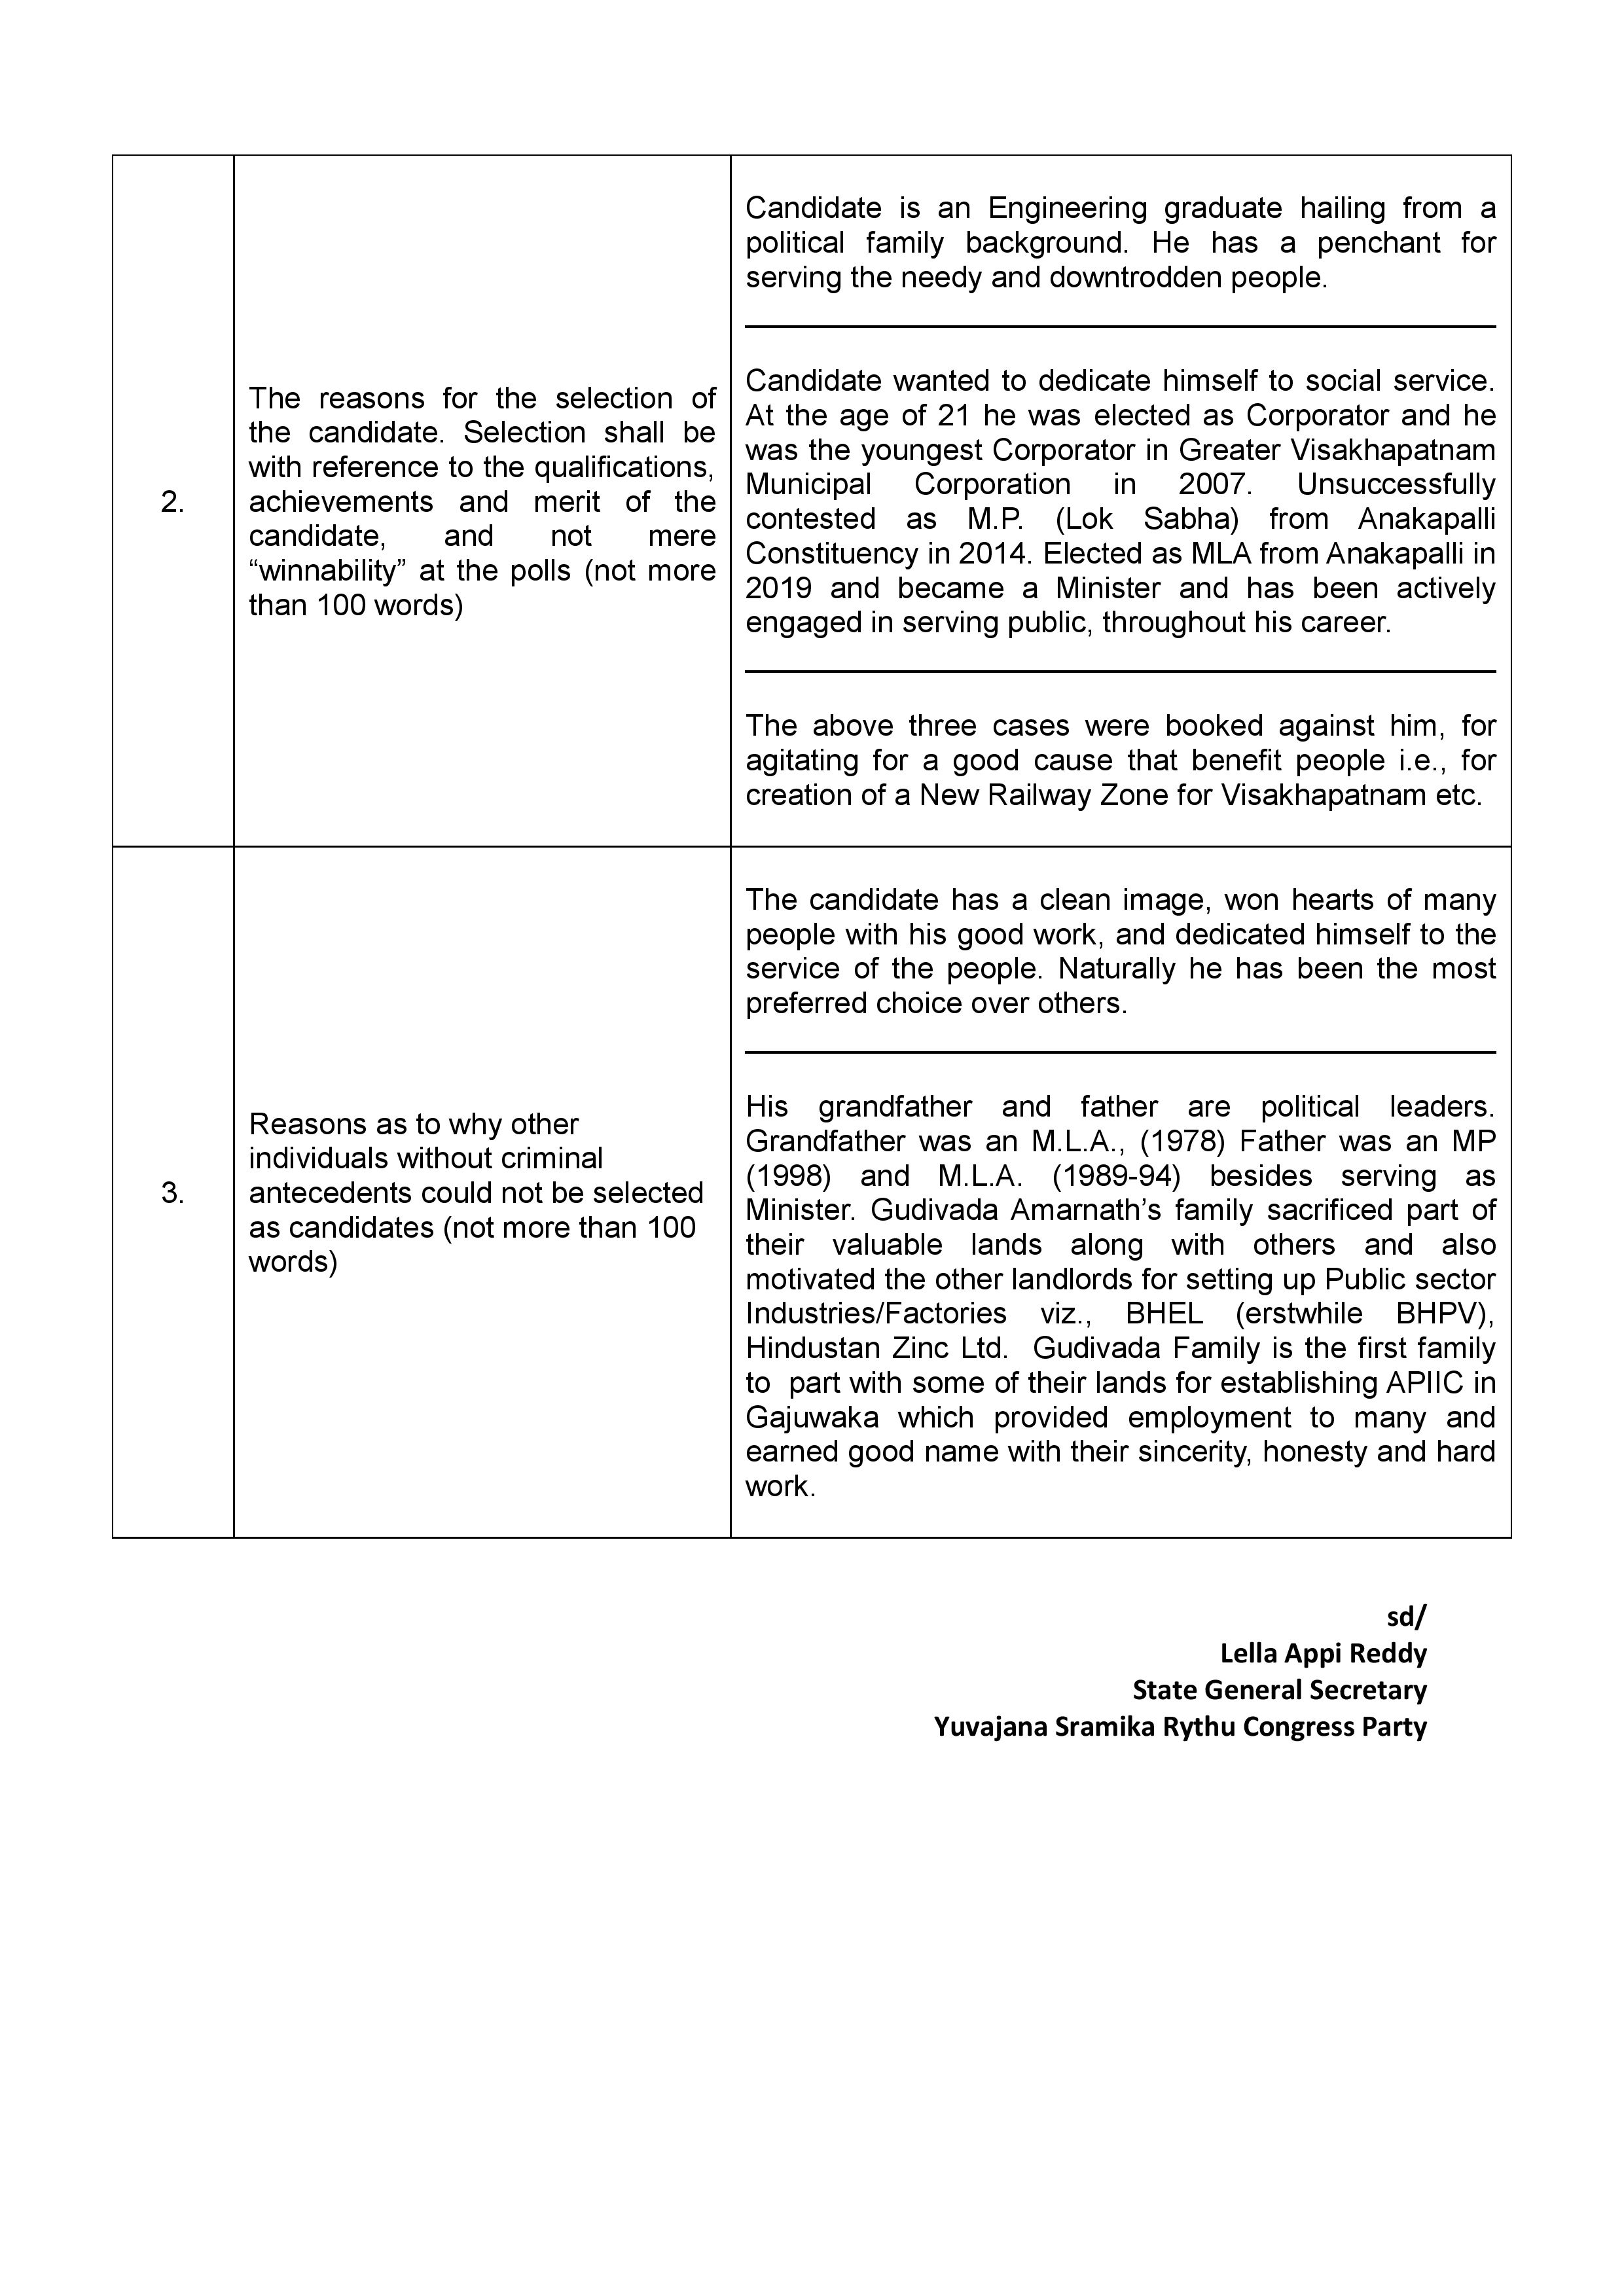 2.
The reasons for the selection of
the candidate. Selection shall be
with reference to the qualifications,
achievements and merit of the
candidate, and not mere
“winnability” at the polls (not more
than 100 words)
Candidate is an Engineering graduate hailing from a
political family background. He has a penchant for
serving the needy and downtrodden people.
Candidate wanted to dedicate himself to social service.
At the age of 21 he was elected as Corporator and he
was the youngest Corporator in Greater Visakhapatnam
Municipal Corporation in 2007. Unsuccessfully
contested as M.P. (Lok Sabha) from Anakapalli
Constituency in 2014. Elected as MLA from Anakapalli in
2019 and became a Minister and has been actively
engaged in serving public, throughout his career.
The above three cases were booked against him, for
agitating for a good cause that benefit people i.e., for
creation of a New Railway Zone for Visakhapatnam etc.
3.
Reasons as to why other
individuals without criminal
antecedents could not be selected
as candidates (not more than 100
words)
The candidate has a clean image, won hearts of many
people with his good work, and dedicated himself to the
service of the people. Naturally he has been the most
preferred choice over others.
His grandfather and father are political leaders.
Grandfather was an M.L.A., (1978) Father was an MP
(1998) and M.L.A. (1989-94) besides serving as
Minister. Gudivada Amarnath’s family sacrificed part of
their valuable lands along with others and also
motivated the other landlords for setting up Public sector
Industries/Factories viz., BHEL (erstwhile BHPV),
Hindustan Zinc Ltd.  Gudivada Family is the first family
to  part with some of their lands for establishing APIIC in
Gajuwaka which provided employment to many and
earned good name with their sincerity, honesty and hard
work.
sd/
Lella Appi Reddy
State General Secretary
Yuvajana Sramika Rythu Congress Party